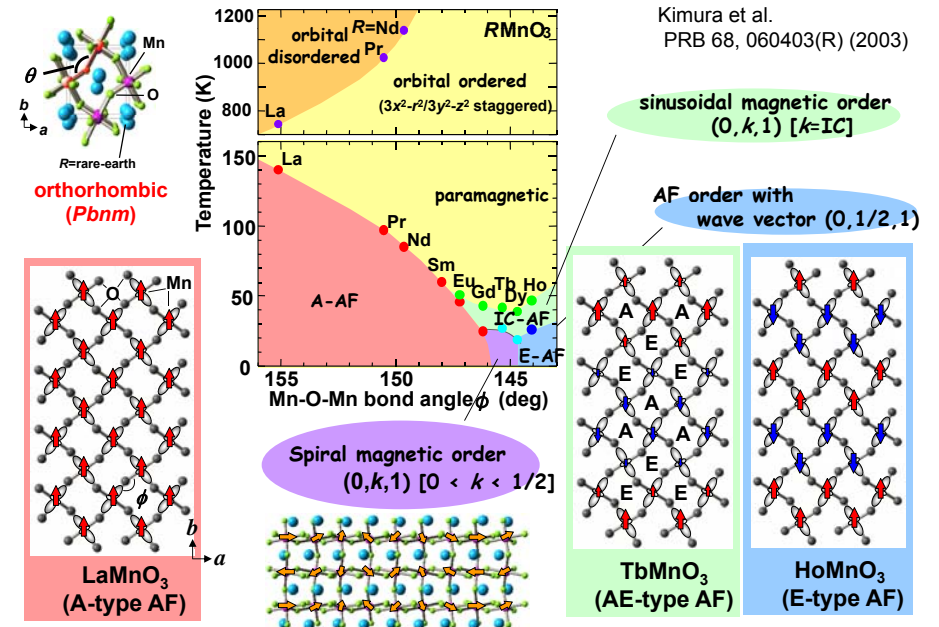 Kimura et al.
PRB 68, 060403(R) (2003)
Mn
θ
O
b
a
R=rare-earth
orthorhombic
(Pbnm)
Temperature (K)
1200
1000
800
150
100
50
0
orbital
disordered
R=Nd
Pr
La
RMnO3
orbital ordered
(3x²-r²/3y²-z² staggered)
La
Pr
Nd
Sm
Eu
Gd
Tb
Dy
Ho
paramagnetic
A-AF
IC-AF
E-AF
155
150
145
Mn-O-Mn bond angle ϕ (deg)
sinusoidal magnetic order
(0,k,1) [k=IC]
AF order with
wave vector (0,1/2,1)
Spiral magnetic order
(0,k,1) [0 < k < 1/2]
O
Mn
ϕ
b
a
LaMnO3
(A-type AF)
A A
E
E E
A
A A
E
E E
TbMnO3
(AE-type AF)
HoMnO3
(E-type AF)